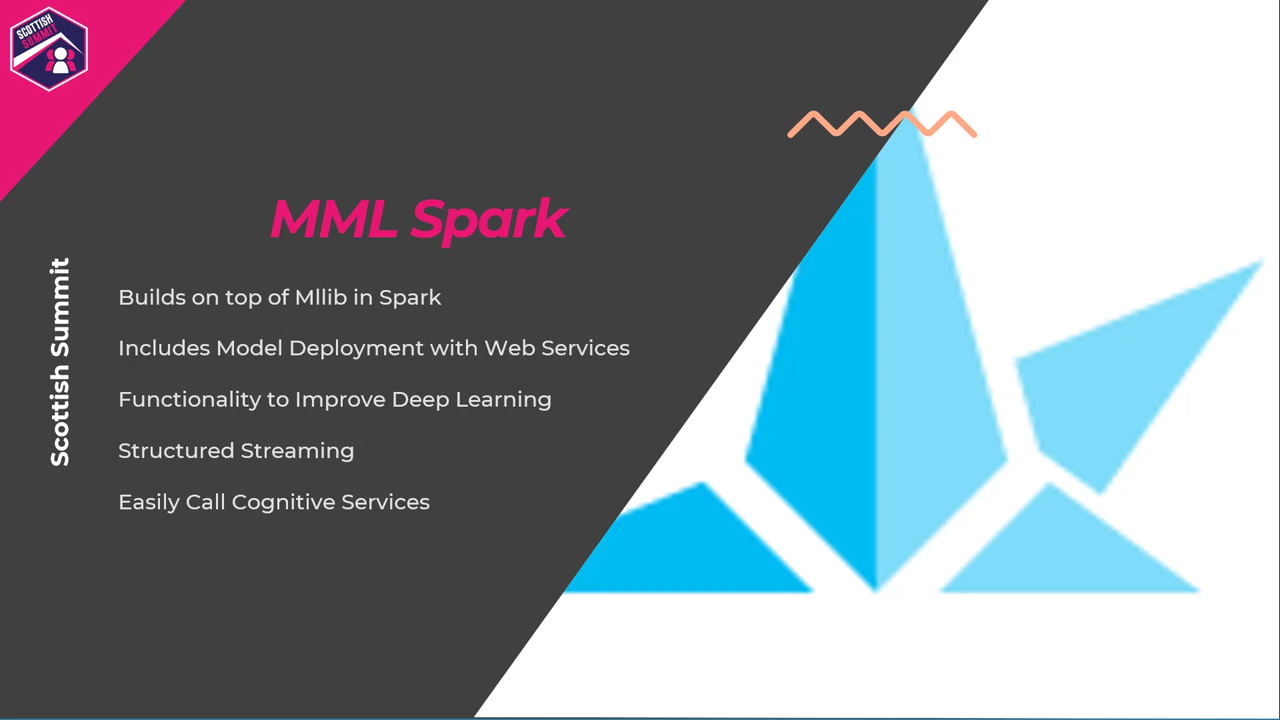 SCOTTISH
SUMMIT
MML Spark
Scottish Summit
Builds on top of Mllib in Spark
Includes Model Deployment with Web Services
Functionality to Improve Deep Learning
Structured Streaming
Easily Call Cognitive Services